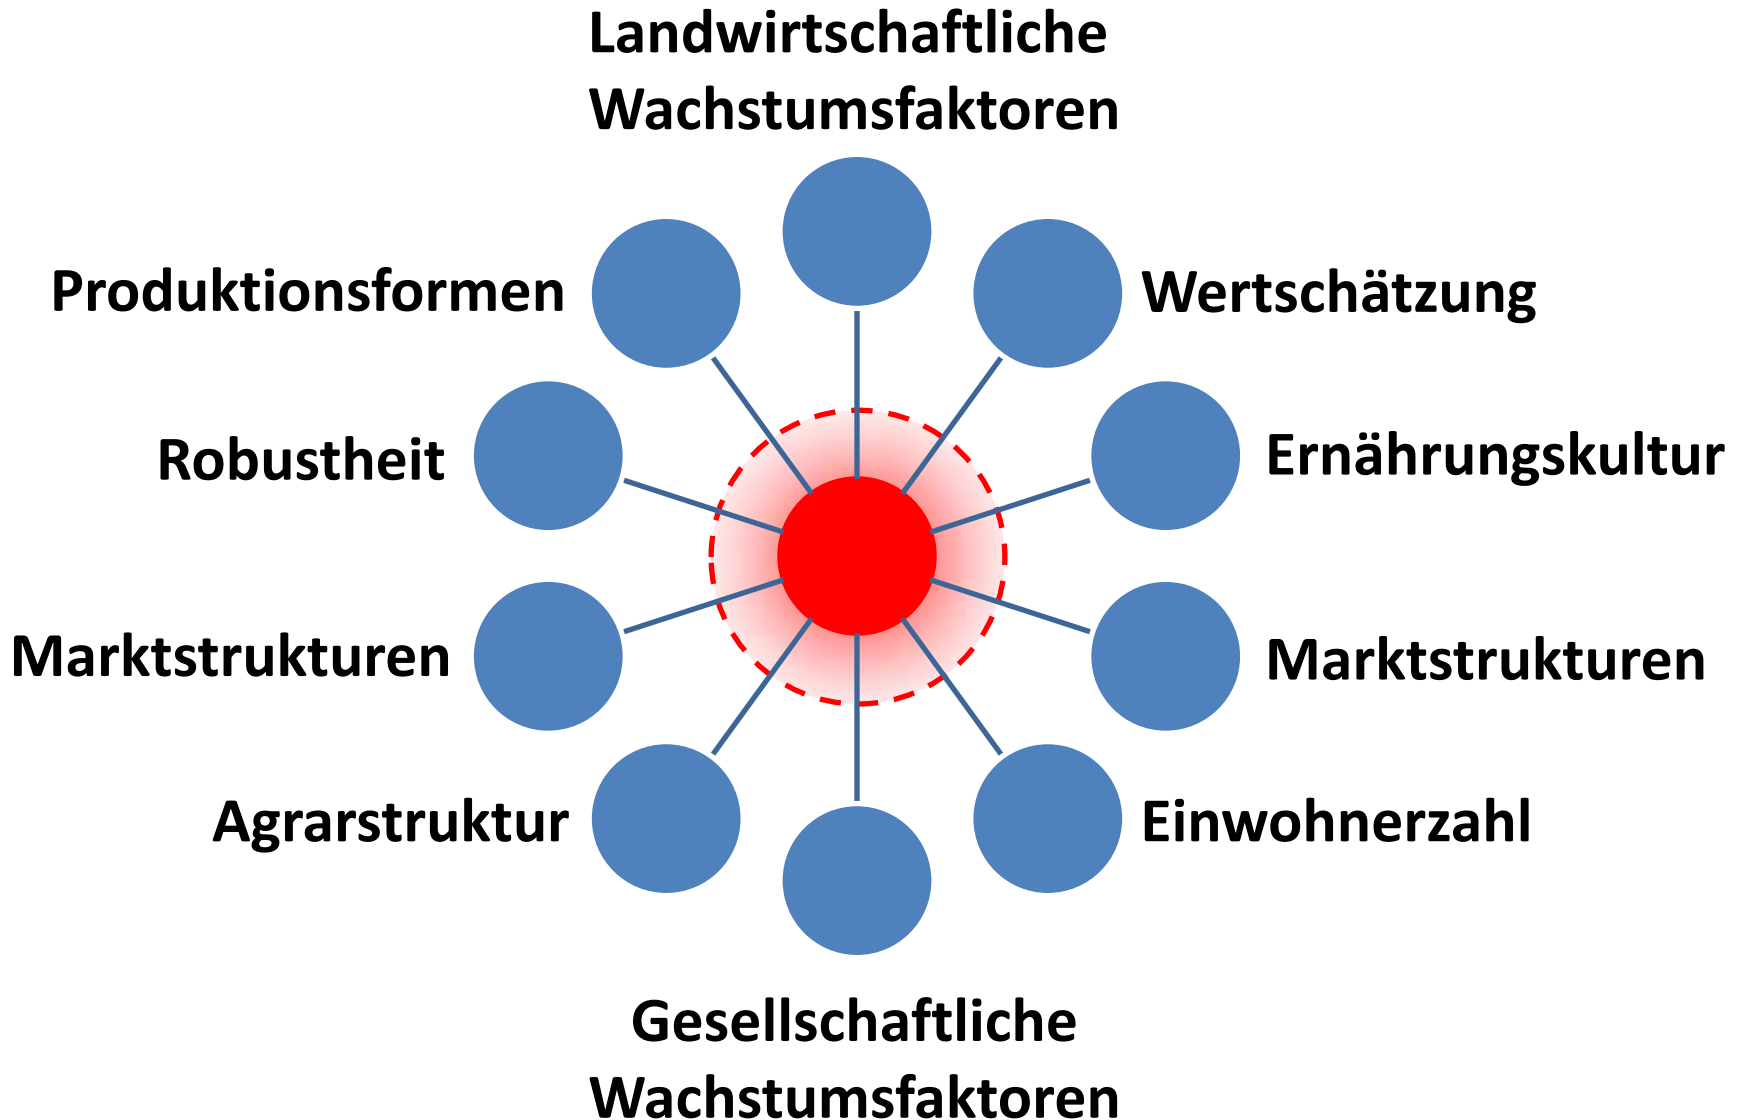 Landwirtschaftliche
Wachstumsfaktoren
Produktionsformen
Wertschätzung
Robustheit
Ernährungskultur
Marktstrukturen
Marktstrukturen
Agrarstruktur
Einwohnerzahl
Gesellschaftliche
Wachstumsfaktoren